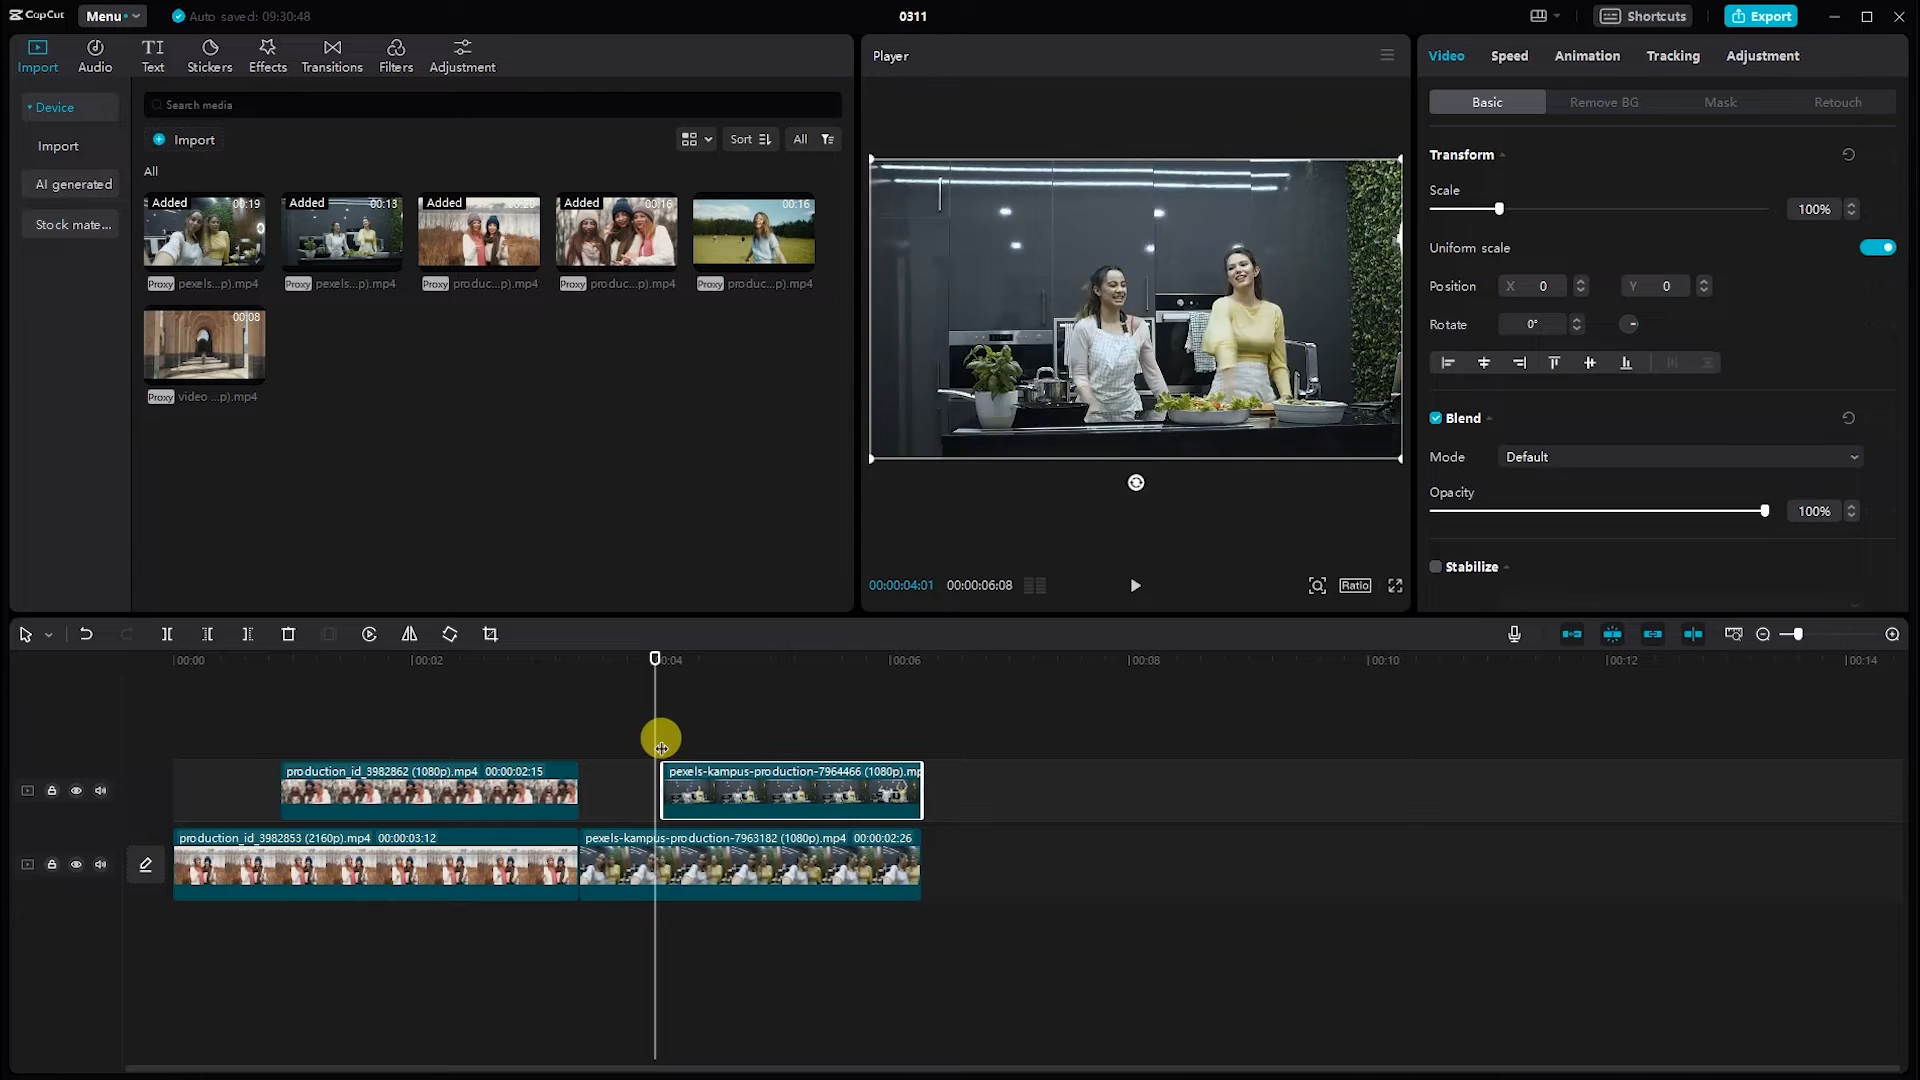 CapCut Menu Auto saved: 09:30:48 0311 Shortcuts Export
Import Audio Text Stickers Effects Transitions Filters Adjustment
Device
Import
AI generated
Stock mate...
Search media
Import Sort All
All
Added 00:19 Added 00:13 Added Added 00:16 00:16
Proxy pexels...p).mp4 Proxy pexels...p).mp4 Proxy produc...p).mp4 Proxy produc...p).mp4 Proxy produc...p).mp4
00:08
Proxy video ...p).mp4
Player
00:00:04:01 00:00:06:08 Ratio
Video Speed Animation Tracking Adjustment
Basic Remove BG Mask Retouch
Transform
Scale
100%
Uniform scale
Position X 0 Y 0
Rotate 0°
Blend
Mode Default
Opacity
100%
Stabilize
00:00 00:02 00:04 00:06 00:08 00:10 00:12 00:14
production_id_3982862 (1080p).mp4 00:00:02:15 pexels-kampus-production-7964466 (1080p).mp
production_id_3982853 (2160p).mp4 00:00:03:12 pexels-kampus-production-7963182 (1080p).mp4 00:00:02:26